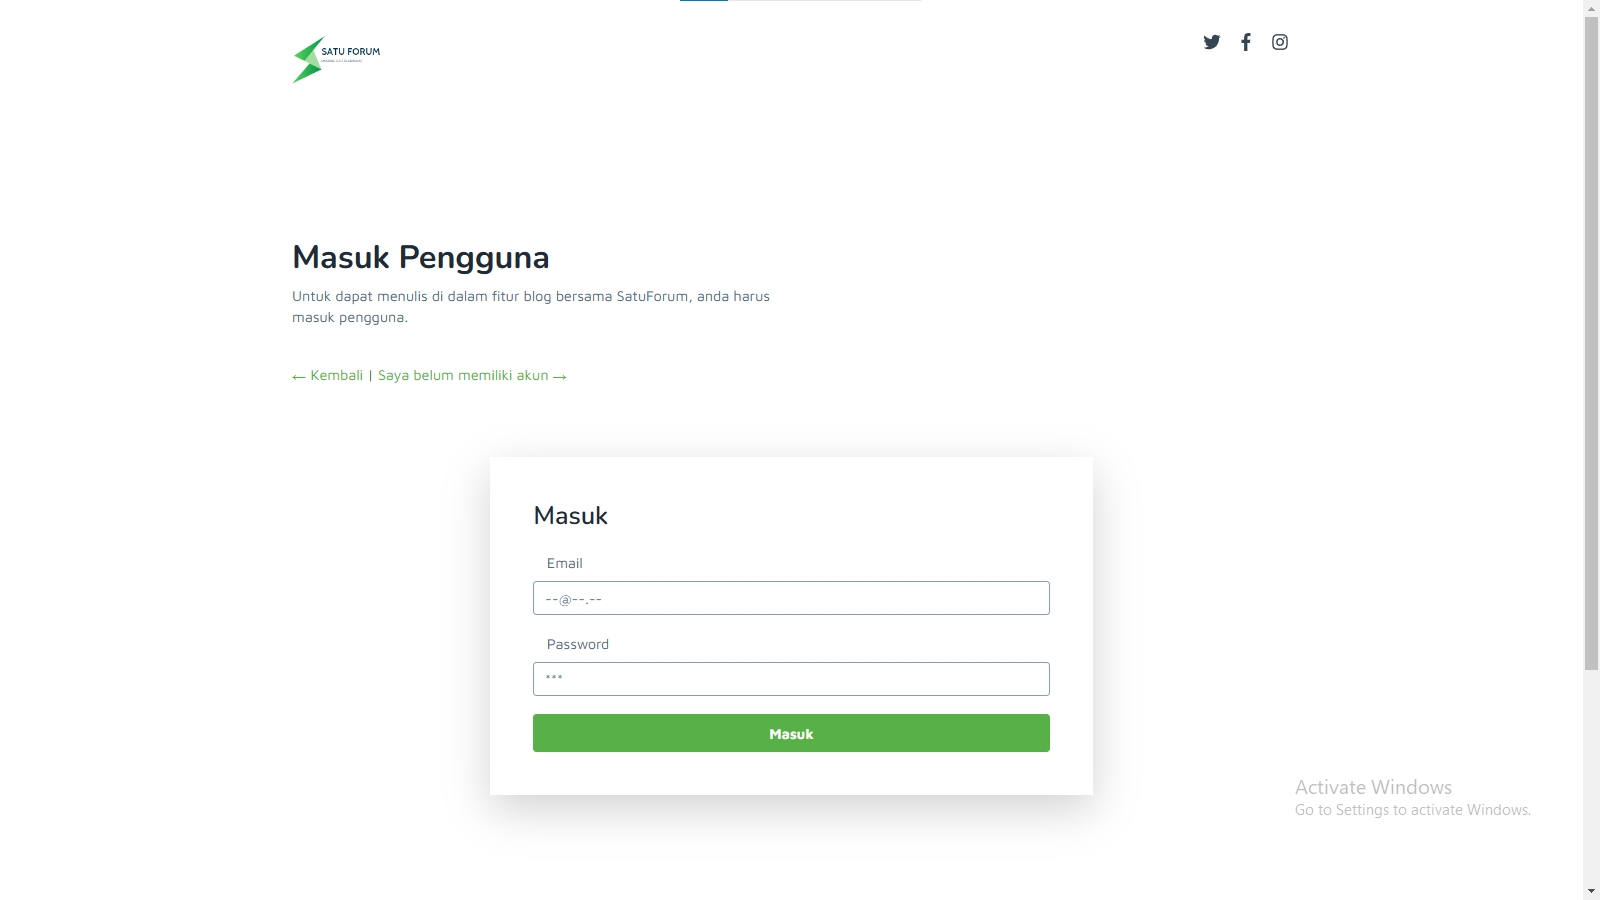 SATU FORUM
Masuk Pengguna
Untuk dapat menulis di dalam fitur blog bersama SatuForum, anda harus
masuk pengguna.
← Kembali | Saya belum memiliki akun →
Masuk
Email
--@--.--
Password
***
Masuk
Activate Windows
Go to Settings to activate Windows.